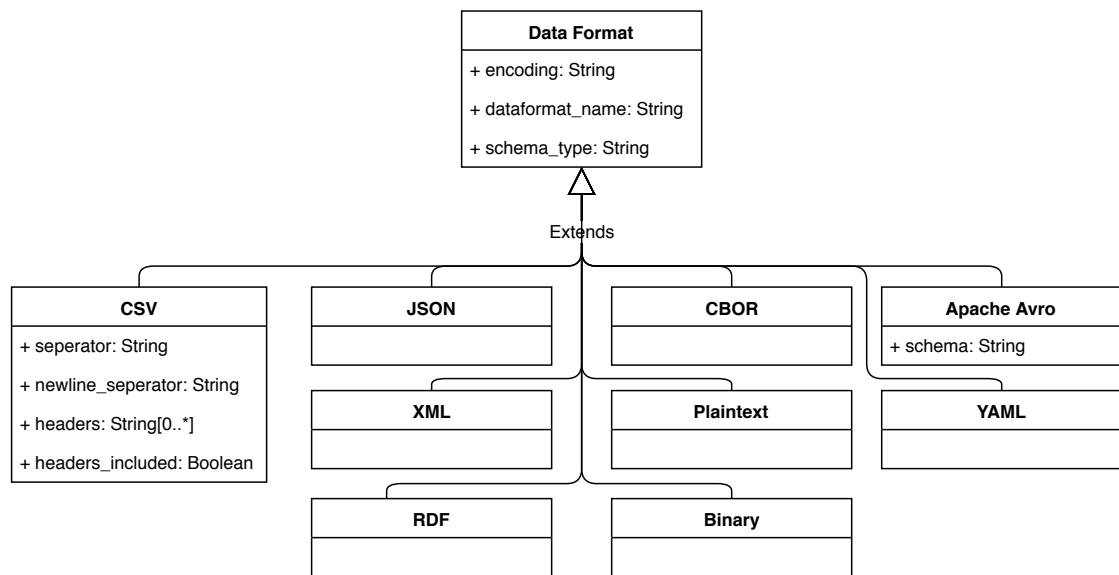 Data Format
+ encoding: String
+ dataformat_name: String
+ schema_type: String
Extends
CSV
+ seperator: String
+ newline_seperator: String
+ headers: String[0..*]
+ headers_included: Boolean
JSON
CBOR
Apache Avro
+ schema: String
XML
Plaintext
YAML
RDF
Binary